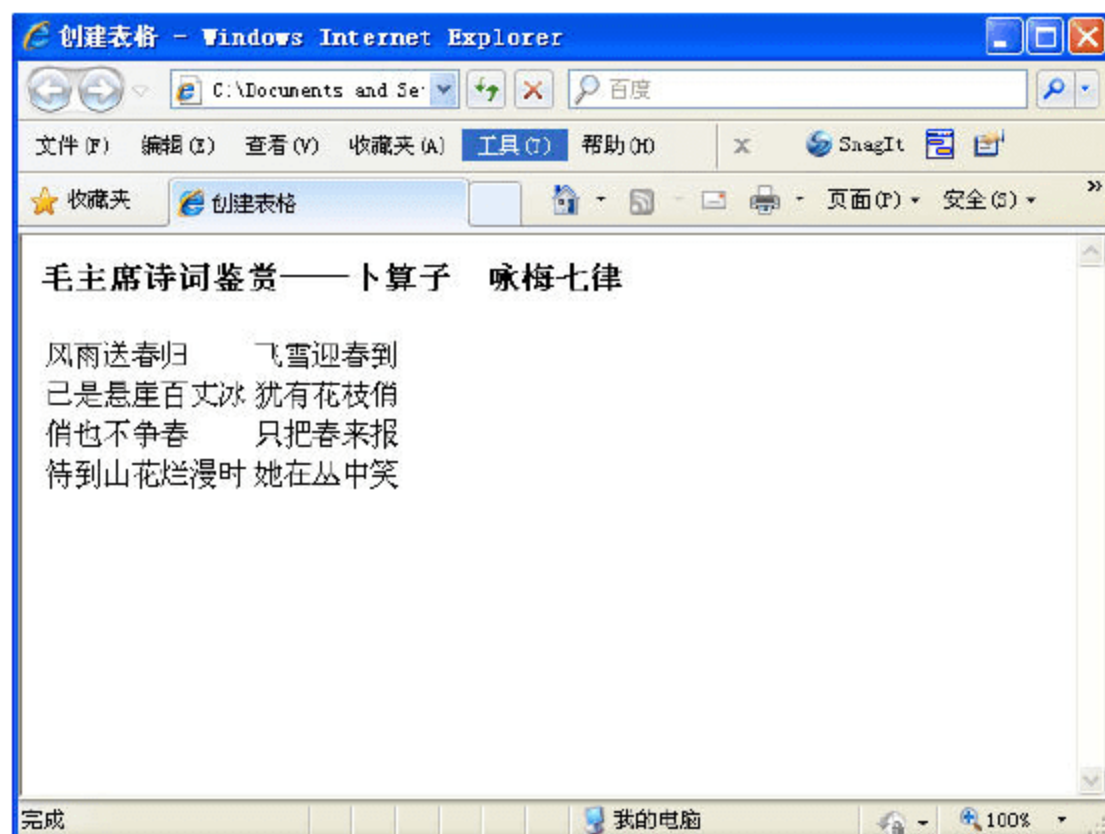 创建表格 - Windows Internet Explorer
C:\Documents and Se 百度
文件(F) 编辑(E) 查看(V) 收藏夹(A) 工具(T) 帮助(H) x SnagIt
收藏夹 创建表格 页面(P) 安全(S) »
毛主席诗词鉴赏——卜算子 咏梅七律
风雨送春归 飞雪迎春到
已是悬崖百丈冰 犹有花枝俏
俏也不争春 只把春来报
待到山花烂漫时 她在丛中笑
完成 我的电脑 100%